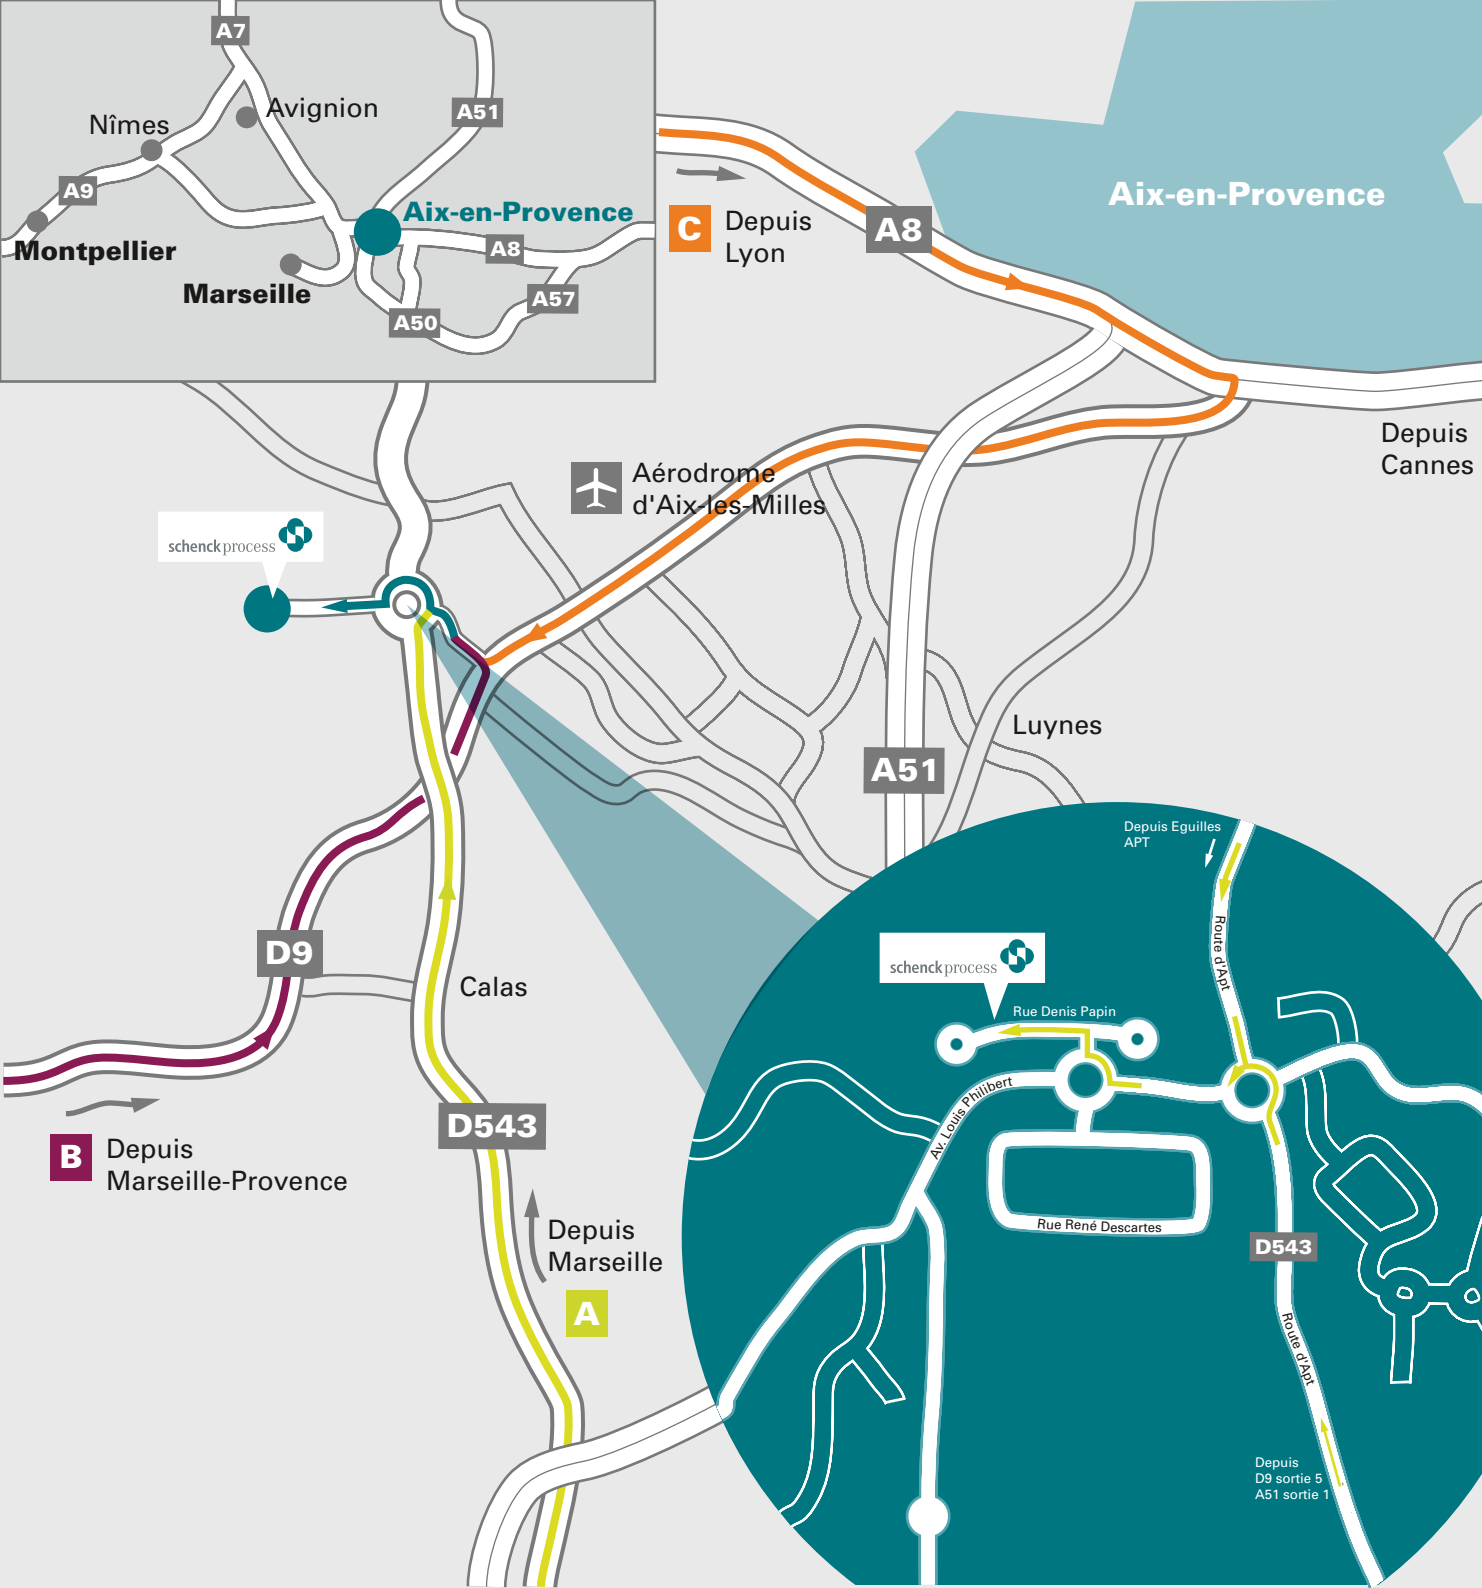 A7
A51
Avignion
Nîmes
A9
Aix-en-Provence
A8
Montpellier
Marseille
A57
A50
Aix-en-Provence
C
Depuis
Lyon
A8
Depuis
Cannes
Aérodrome
d'Aix-les-Milles
schenck process
Luynes
A51
D9
Calas
D543
B
Depuis
Marseille-Provence
Depuis
Marseille
A
Depuis Eguilles
APT
Route d'Apt
schenck process
Rue Denis Papin
Av. Louis Philibert
Rue René Descartes
D543
Route d'Apt
Depuis
D9 sortie 5
A51 sortie 1